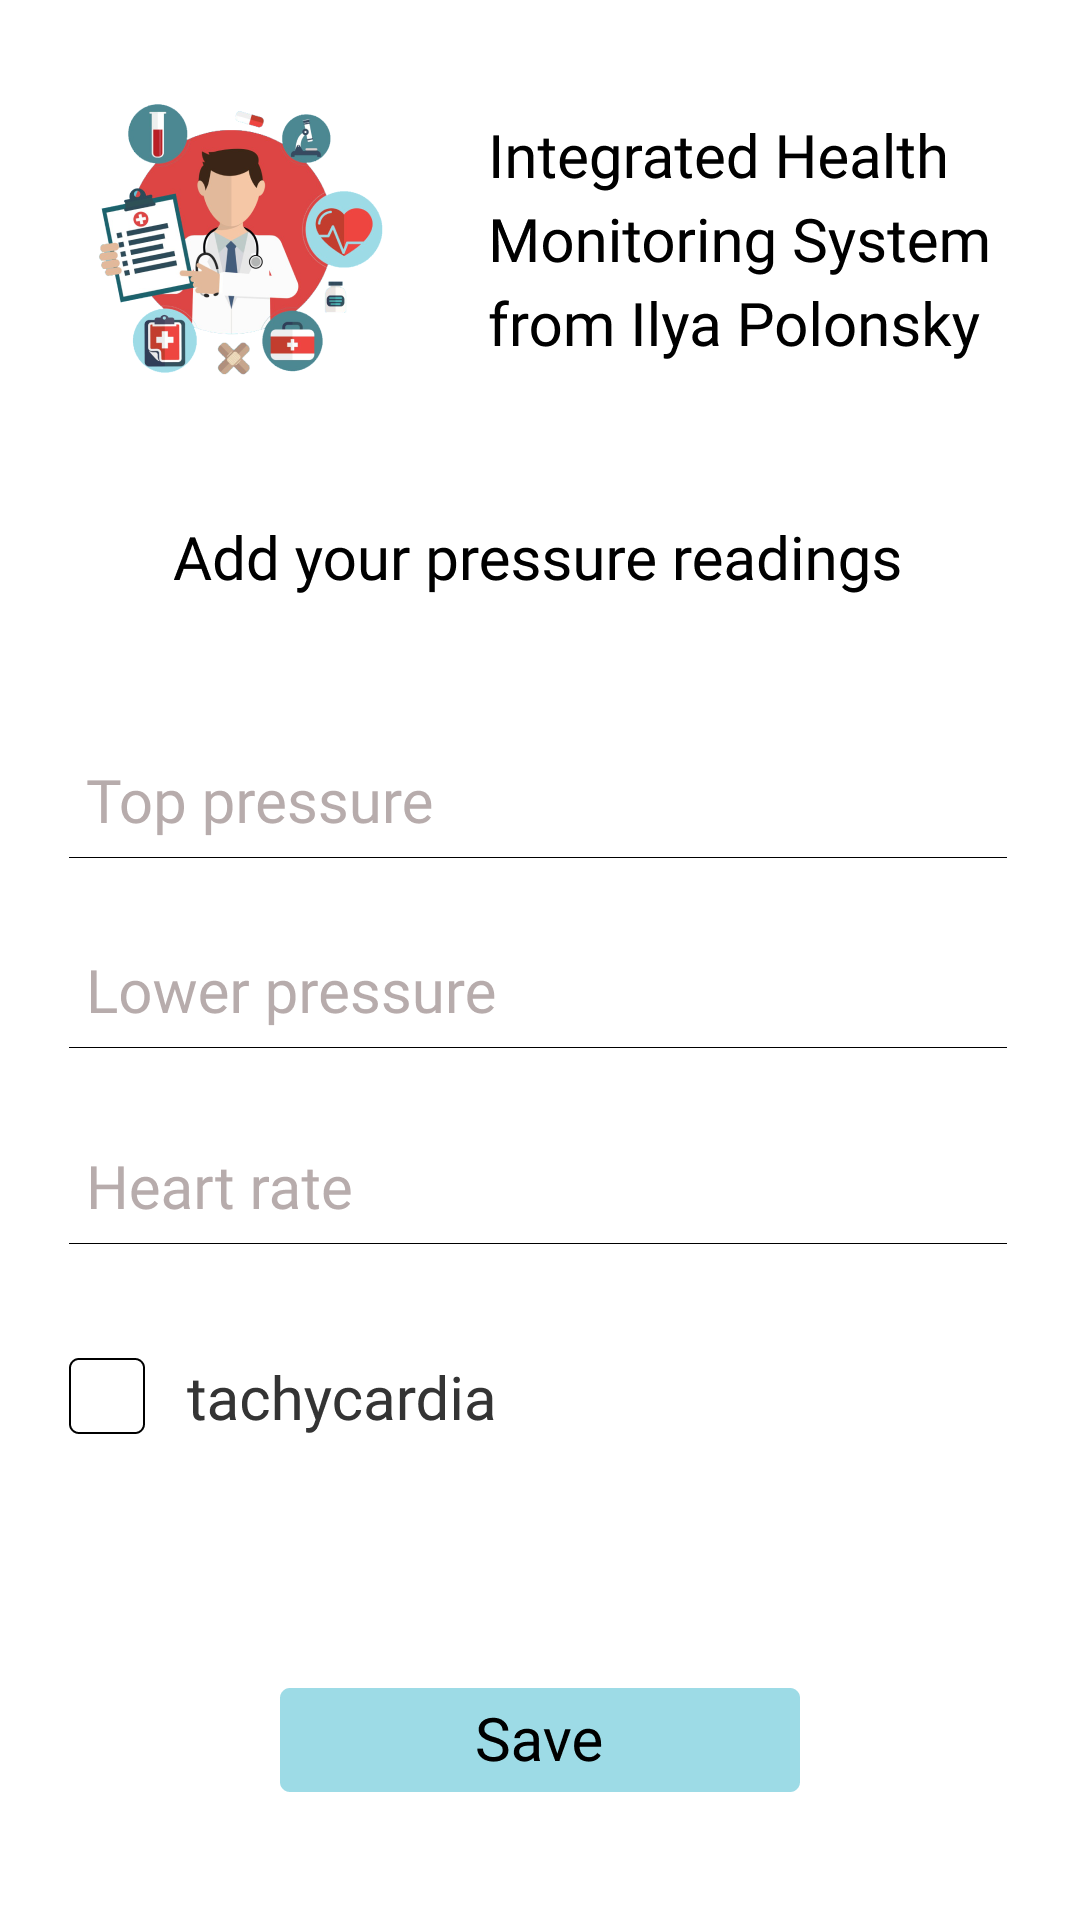 Integrated Health
Monitoring System
from Ilya Polonsky
Add your pressure readings
Top pressure
Lower pressure
Heart rate
tachycardia
Save